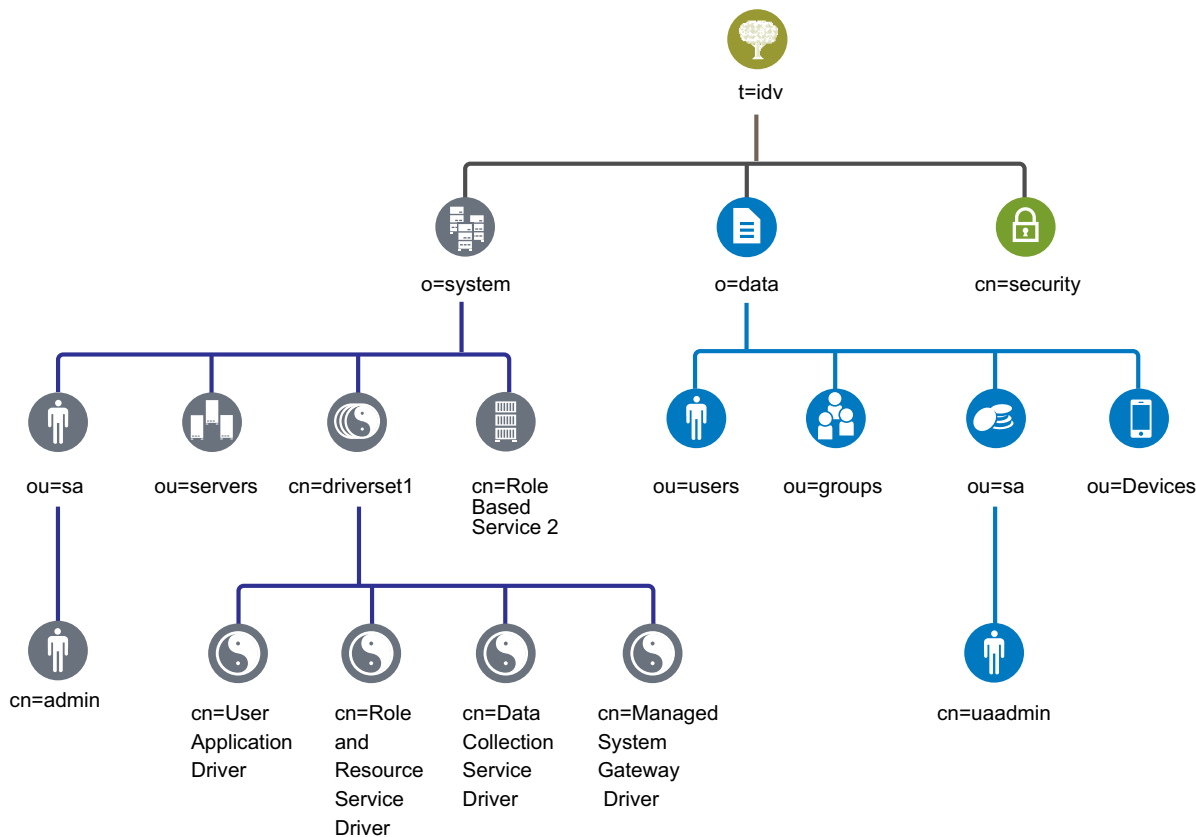 t=idv
o=system
o=data
cn=security
ou=sa
ou=servers
cn=driverset1
cn=Role
Based
Service 2
ou=users
ou=groups
ou=sa
ou=Devices
cn=admin
cn=User
Application
Driver
cn=Role
and
Resource
Service
Driver
cn=Data
Collection
Service
Driver
cn=Managed
System
Gateway
Driver
cn=uaadmin